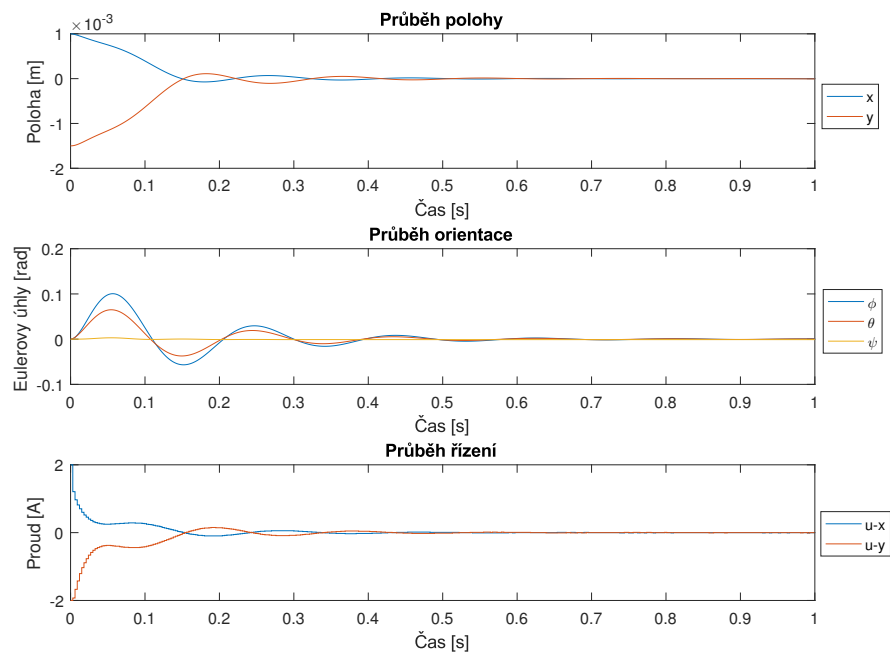 Průběh polohy
×10⁻³
1
0
-1
-2
Poloha [m]
0 0.1 0.2 0.3 0.4 0.5 0.6 0.7 0.8 0.9 1
Čas [s]
x
y
Průběh orientace
0.2
0.1
0
-0.1
Eulerovy úhly [rad]
0 0.1 0.2 0.3 0.4 0.5 0.6 0.7 0.8 0.9 1
Čas [s]
ϕ
θ
ψ
Průběh řízení
2
0
-2
Proud [A]
0 0.1 0.2 0.3 0.4 0.5 0.6 0.7 0.8 0.9 1
Čas [s]
u-x
u-y